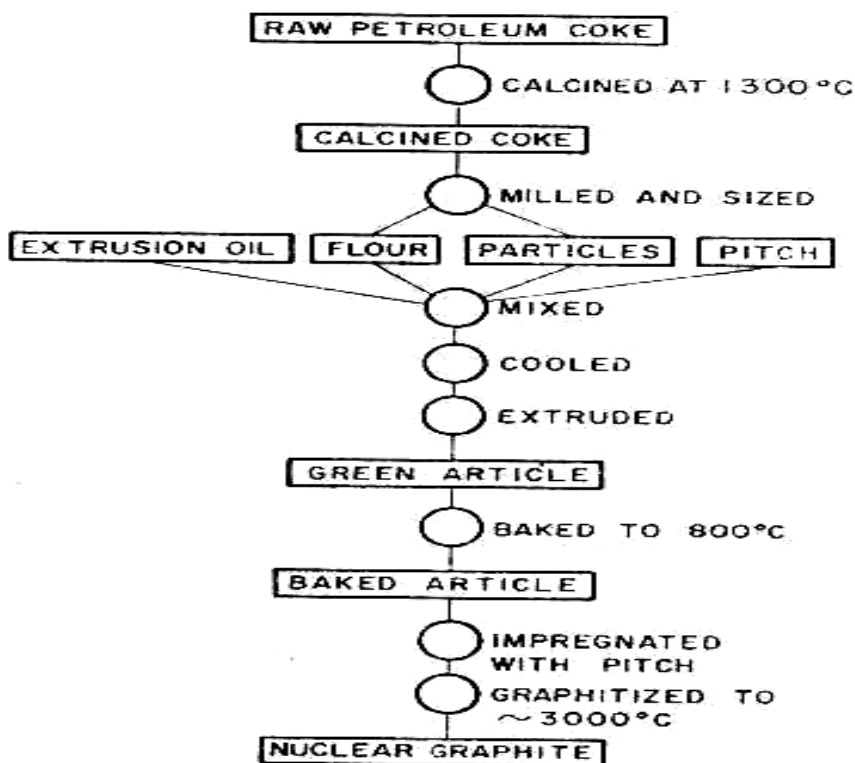 RAW PETROLEUM COKE
CALCINED AT 1300°C
CALCINED COKE
MILLED AND SIZED
EXTRUSION OIL FLOUR PARTICLES PITCH
MIXED
COOLED
EXTRUDED
GREEN ARTICLE
BAKED TO 800°C
BAKED ARTICLE
IMPREGNATED
WITH PITCH
GRAPHITIZED TO
~3000°C
NUCLEAR GRAPHITE